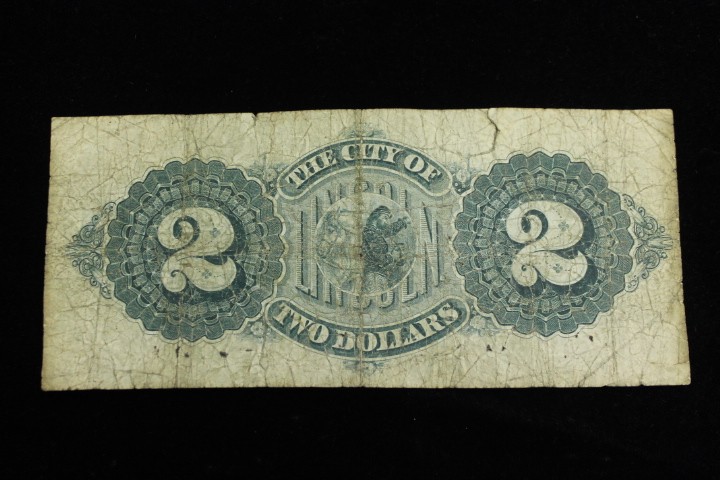 THE CITY OF
2 LINCOLN 2
TWO DOLLARS